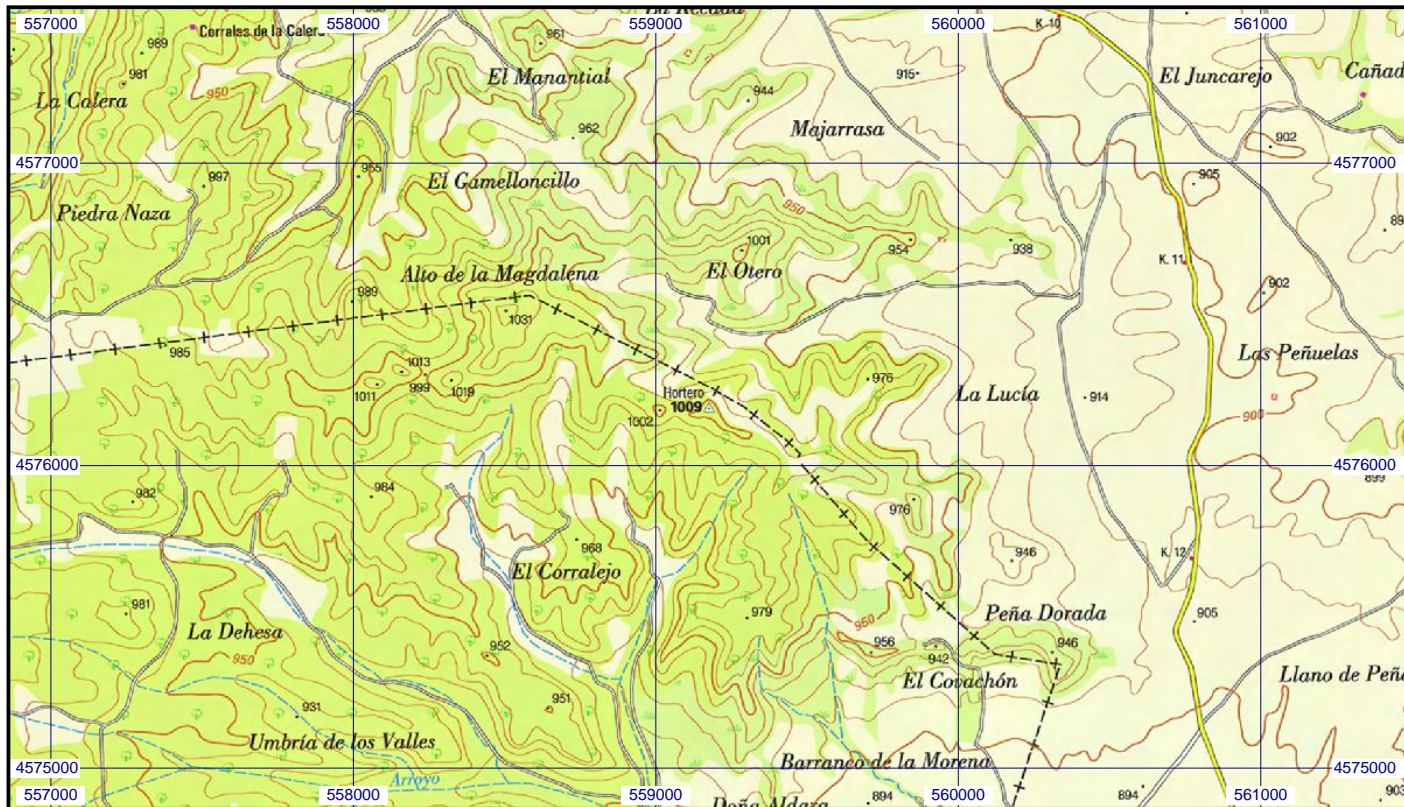 557000
558000
559000
560000
561000
K. 10
Corrales de la Calera
989
961
915
981
El Manantial
El Juncarejo
Cañad
La Calera
950
944
Majarrasa
962
902
4577000
4577000
955
997
El Gamelloncillo
905
Piedra Naza
950
1001
954
938
K. 11
Alto de la Magdalena
El Otero
989
902
1031
985
Las Peñuelas
1013
999
1019
1011
976
Hortero
1009
1002
La Lucía
914
900
4576000
4576000
899
982
984
976
968
946
K. 12
El Corralejo
981
979
Peña Dorada
905
La Dehesa
950
952
956
942
946
950
El Covachón
Llano de Peñ
951
931
Umbría de los Valles
Barranco de la Morena
4575000
4575000
Arroyo
894
894
903
557000
558000
559000
560000
561000